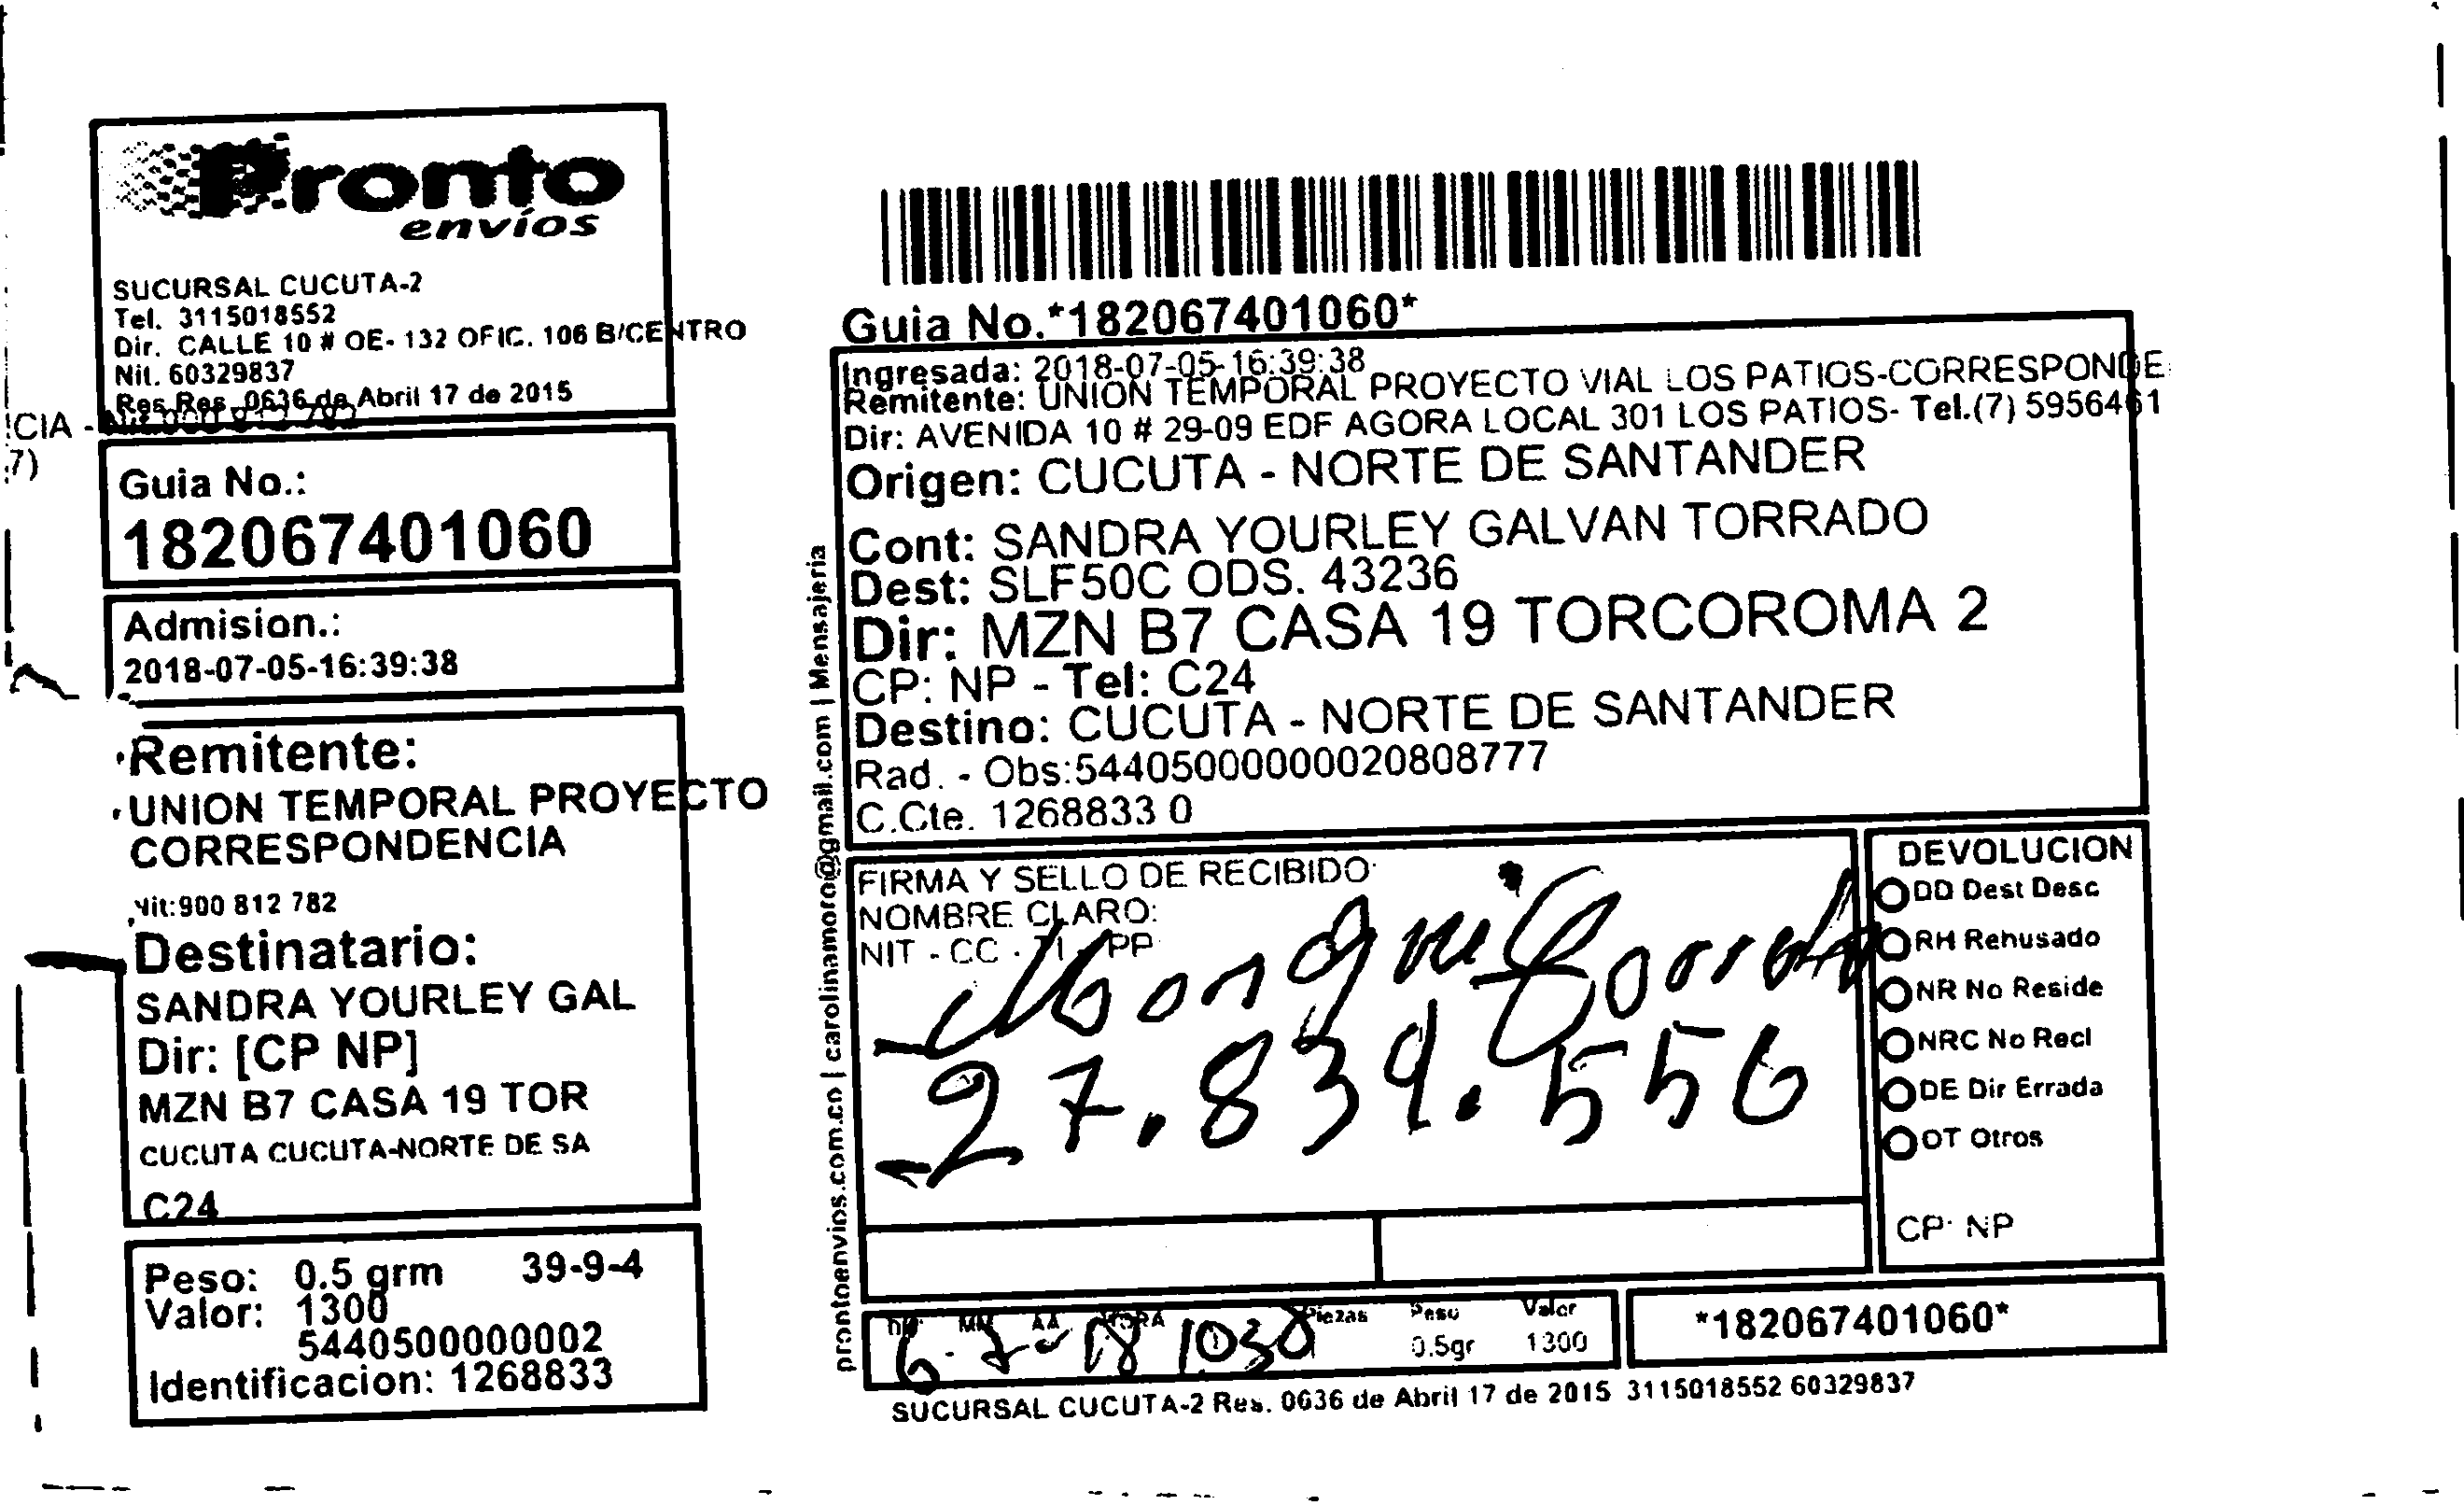 Pronto
envíos
SUCURSAL CUCUTA-2
Tel. 3115018552
Dir. CALLE 10 # OE- 132 OFIC. 106 B/CENTRO
Nit. 60329837
Res.Res. 0636 de Abril 17 de 2015
CIA - Nit.900 812 782
7)
Guia No.:
182067401060
Admision.:
2018-07-05-16:39:38
Remitente:
UNION TEMPORAL PROYECTO
CORRESPONDENCIA
Nit:900 812 782
Destinatario:
SANDRA YOURLEY GAL
Dir: [CP NP]
MZN B7 CASA 19 TOR
CUCUTA CUCUTA-NORTE DE SA
C24
Peso: 0.5 grm 39-9-4
Valor: 1300
5440500000002
Identificacion: 1268833
prontoenvios.com.co | carolinamoro@gmail.com | Mensajeria
Guia No.*182067401060*
Ingresada: 2018-07-05-16:39:38
Remitente: UNION TEMPORAL PROYECTO VIAL LOS PATIOS-CORRESPONDE
Dir: AVENIDA 10 # 29-09 EDF AGORA LOCAL 301 LOS PATIOS- Tel.(7) 5956461
Origen: CUCUTA - NORTE DE SANTANDER
Cont: SANDRA YOURLEY GALVAN TORRADO
Dest: SLF50C ODS. 43236
Dir: MZN B7 CASA 19 TORCOROMA 2
CP: NP - Tel: C24
Destino: CUCUTA - NORTE DE SANTANDER
Rad. - Obs:544050000000020808777
C.Cte. 1268833 0
FIRMA Y SELLO DE RECIBIDO
NOMBRE CLARO:
NIT - CC - TI - PP
27.839.556
DEVOLUCION
DD Dest Desc
RH Rehusado
NR No Reside
NRC No Recl
DE Dir Errada
OT Otros
CP: NP
DD MM AA HORA Piezas Peso Valor
6 - 7 - 18 1030 0.5gr 1300
*182067401060*
SUCURSAL CUCUTA-2 Res. 0636 de Abril 17 de 2015 3115018552 60329837